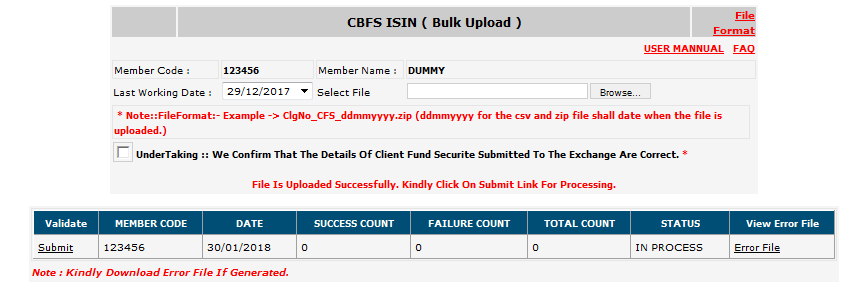 CBFS ISIN ( Bulk Upload )
File
Format
USER MANNUAL FAQ
Member Code : 123456 Member Name : DUMMY
Last Working Date : 29/12/2017 Select File Browse...
* Note::FileFormat:- Example -> ClgNo_CFS_ddmmyyyy.zip (ddmmyyyy for the csv and zip file shall date when the file is
uploaded.)
UnderTaking :: We Confirm That The Details Of Client Fund Securite Submitted To The Exchange Are Correct. *
File Is Uploaded Successfully. Kindly Click On Submit Link For Processing.
Validate MEMBER CODE DATE SUCCESS COUNT FAILURE COUNT TOTAL COUNT STATUS View Error File
Submit 123456 30/01/2018 0 0 0 IN PROCESS Error File
Note : Kindly Download Error File If Generated.